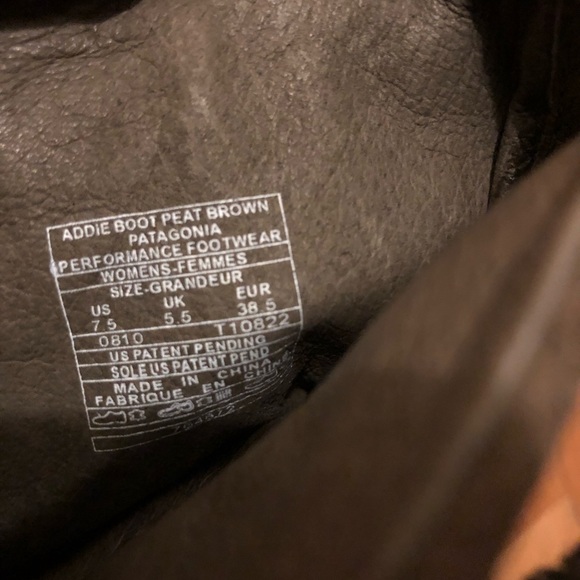 ADDIE BOOT PEAT BROWN
PATAGONIA
PERFORMANCE FOOTWEAR
WOMENS-FEMMES
SIZE-GRANDEUR
US UK EUR
7.5 5.5 38.5
0810 T10822
US PATENT PENDING
SOLE US PATENT PEND
MADE IN CHINA
FABRIQUE EN CHINE